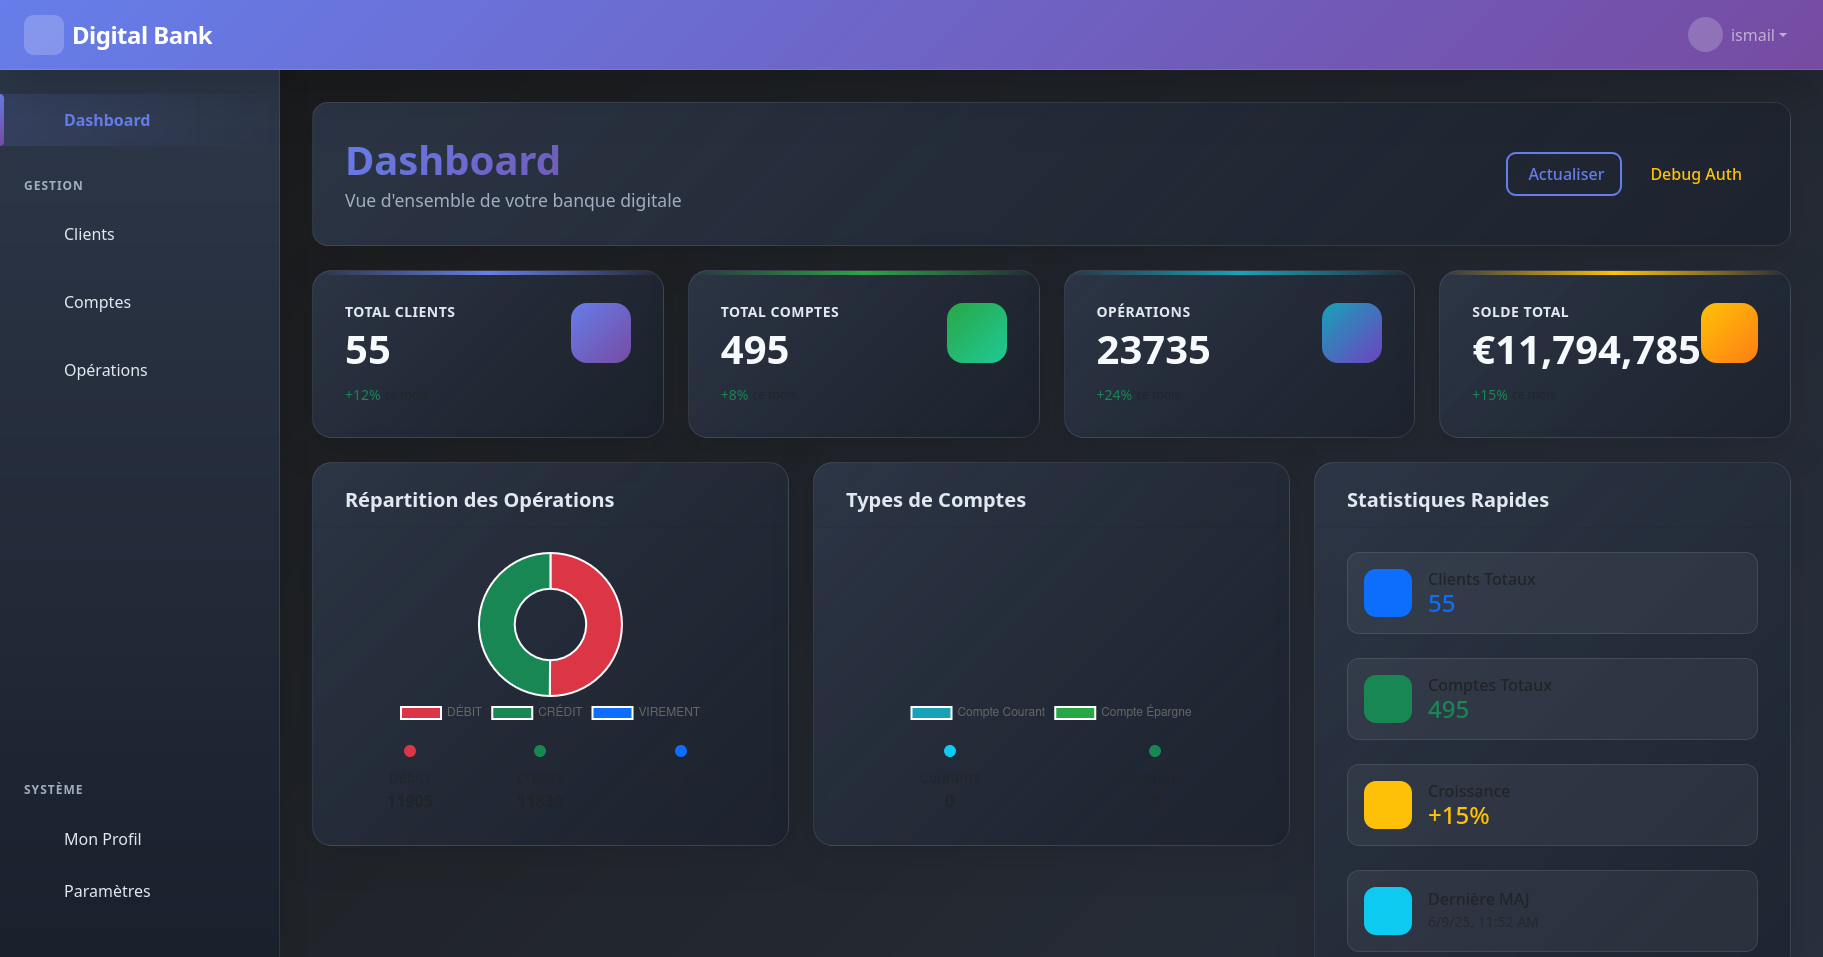 Digital Bank
ismail
Dashboard
GESTION
Clients
Comptes
Opérations
SYSTÈME
Mon Profil
Paramètres
Dashboard
Vue d'ensemble de votre banque digitale
Actualiser
Debug Auth
TOTAL CLIENTS
55
+12% ce mois
TOTAL COMPTES
495
+8% ce mois
OPÉRATIONS
23735
+24% ce mois
SOLDE TOTAL
€11,794,785
+15% ce mois
Répartition des Opérations
DÉBIT CRÉDIT VIREMENT
Débits
11905
Crédits
11830
Types de Comptes
Compte Courant Compte Épargne
Courants
0
Statistiques Rapides
Clients Totaux
55
Comptes Totaux
495
Croissance
+15%
Dernière MAJ
6/9/25, 11:52 AM